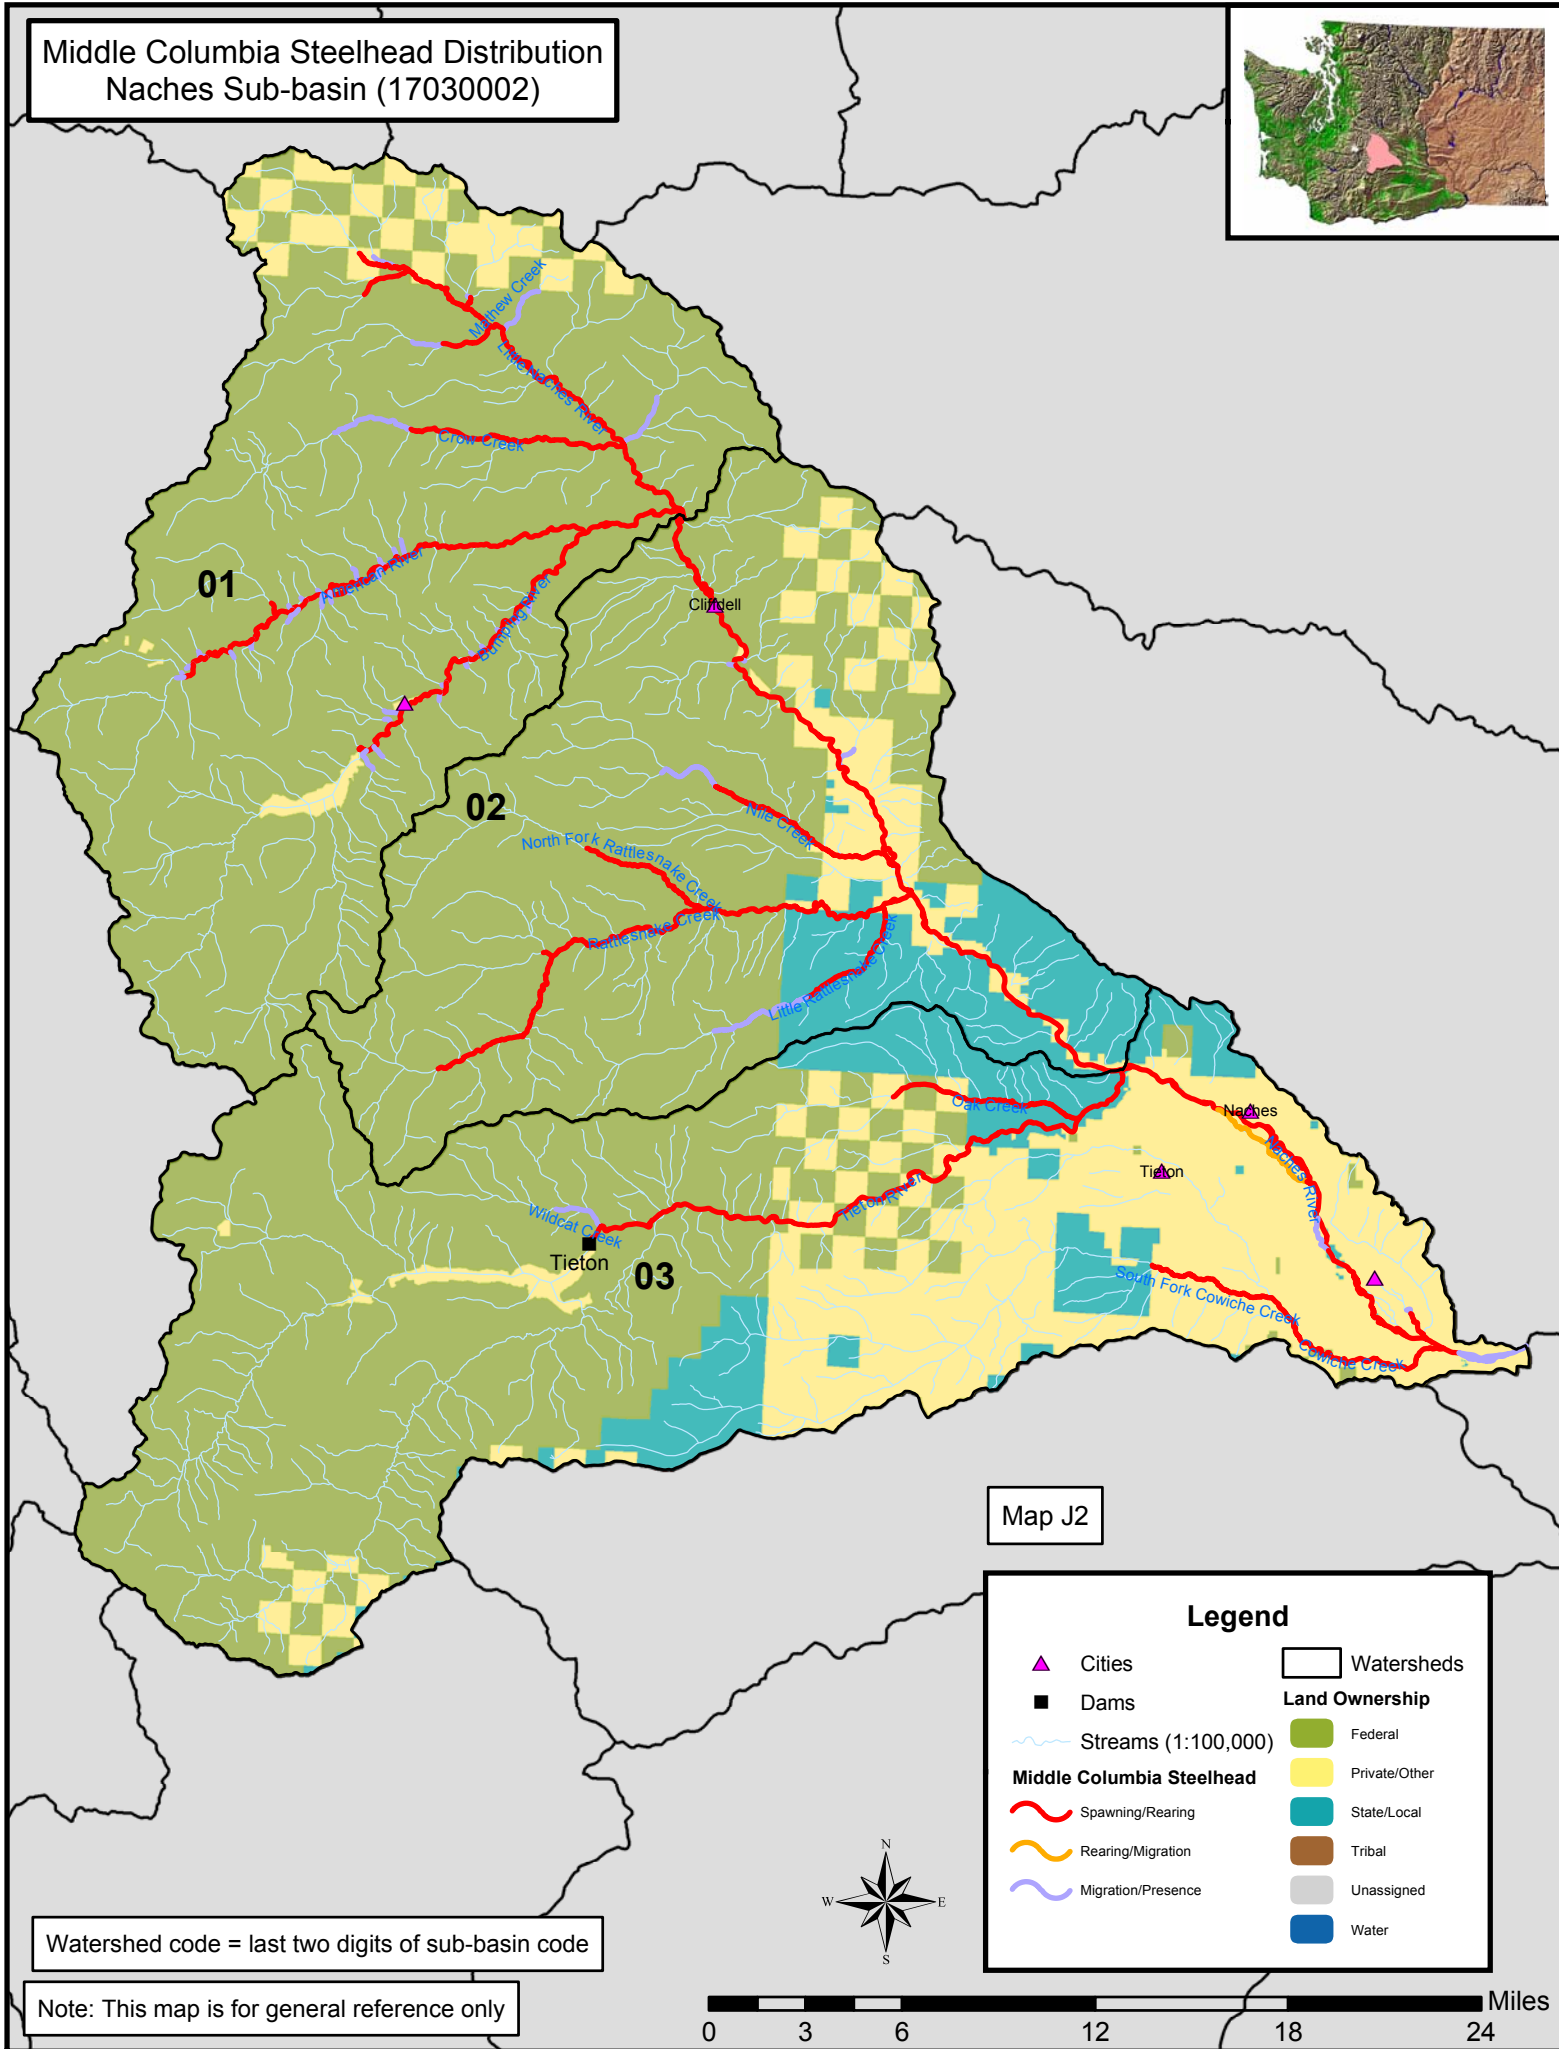 Middle Columbia Steelhead Distribution
Naches Sub-basin (17030002)
Mathew Creek
Little Naches River
Crow Creek
01
American River
Bumping River
Cliffdell
02
Nile Creek
North Fork Rattlesnake Creek
Rattlesnake Creek
Little Rattlesnake Creek
Oak Creek
Naches
Naches River
Tieton
Tieton River
Wildcat Creek
Tieton
03
South Fork Cowiche Creek
Cowiche Creek
Map J2
Legend
Cities
Dams
Streams (1:100,000)
Middle Columbia Steelhead
Spawning/Rearing
Rearing/Migration
Migration/Presence
Watersheds
Land Ownership
Federal
Private/Other
State/Local
Tribal
Unassigned
Water
N
W
E
S
Watershed code = last two digits of sub-basin code
Note: This map is for general reference only
Miles
0 3 6 12 18 24